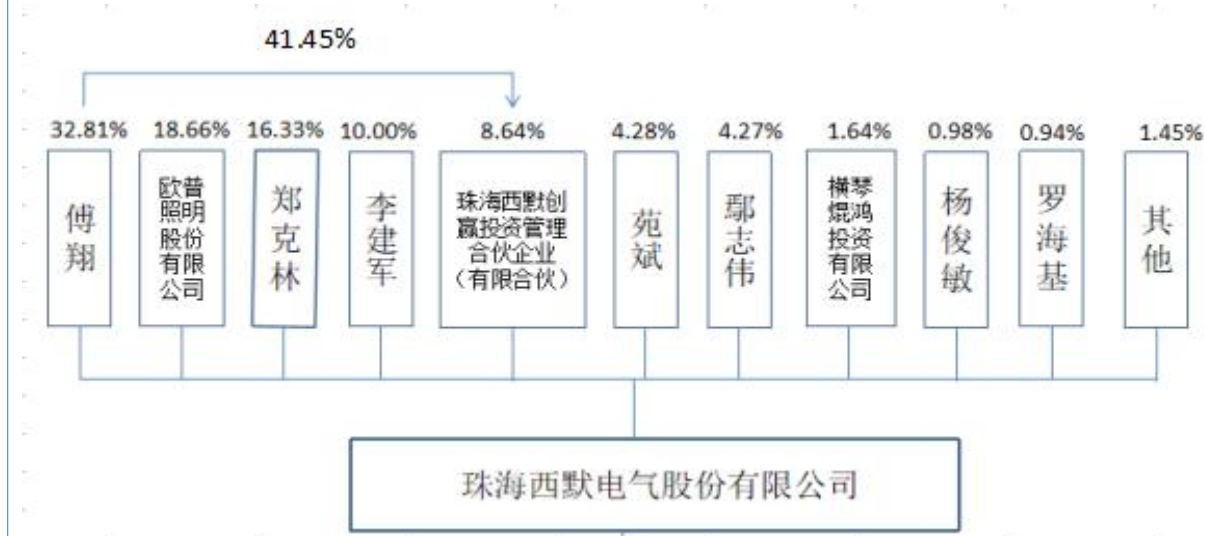 41.45%
32.81% 18.66% 16.33% 10.00% 8.64% 4.28% 4.27% 1.64% 0.98% 0.94% 1.45%
傅翔
欧普
照明
股份
有限
公司
郑克林
李建军
珠海西默创
赢投资管理
合伙企业
（有限合伙）
苑斌
鄢志伟
横琴
焜鸿
投资
有限
公司
杨俊敏
罗海基
其他
珠海西默电气股份有限公司